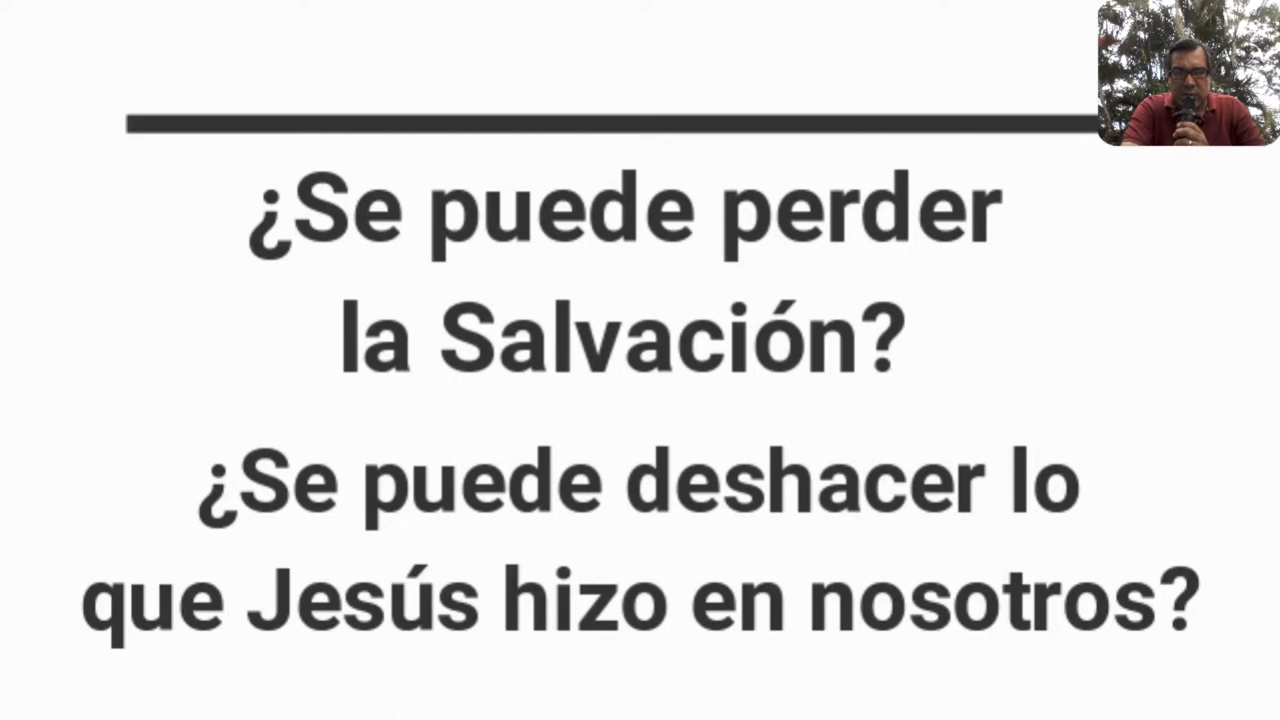 ¿Se puede perder
la Salvación?
¿Se puede deshacer lo
que Jesús hizo en nosotros?